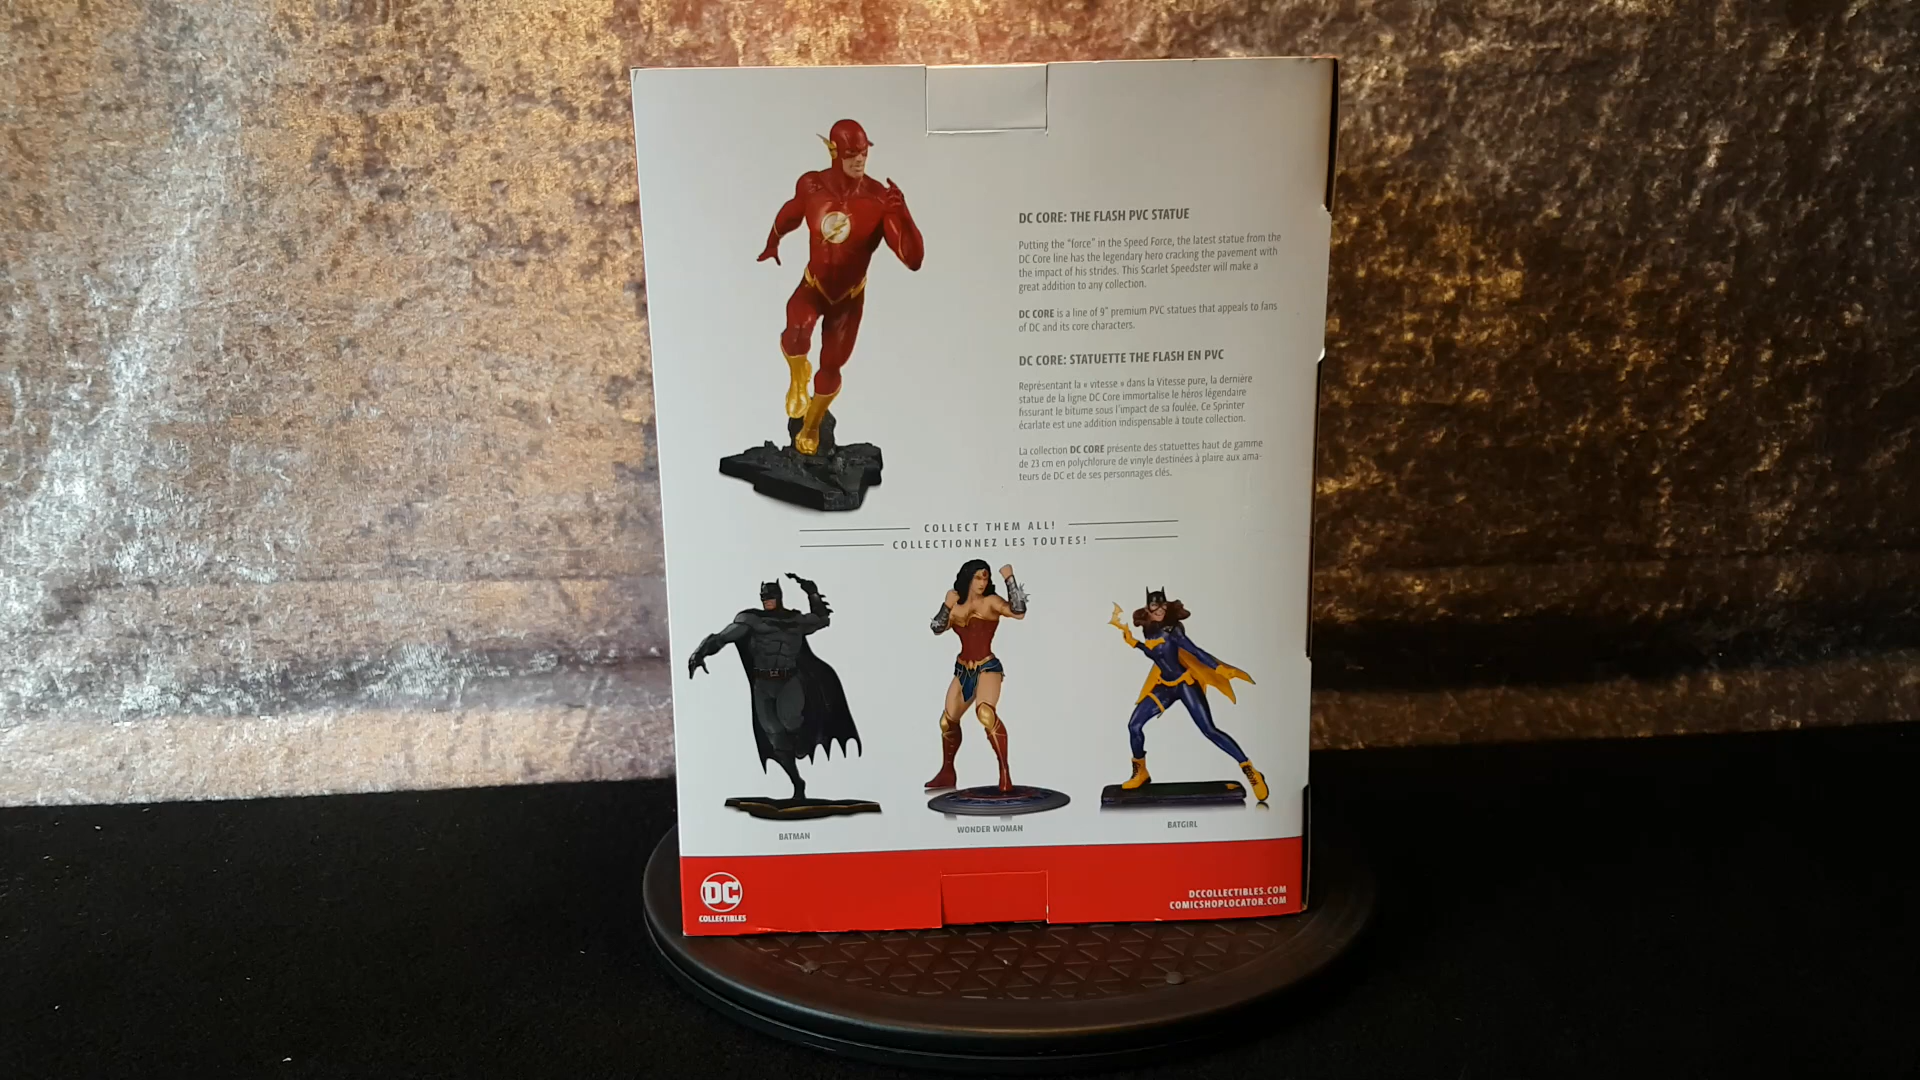 DC CORE: THE FLASH PVC STATUE
Putting the "force" in the Speed Force, the latest statue from the
DC Core line has the legendary hero cracking the pavement with
the impact of his strides. This Scarlet Speedster will make a
great addition to any collection.
DC CORE is a line of 9" premium PVC statues that appeals to fans
of DC and its core characters.
DC CORE: STATUETTE THE FLASH EN PVC
Représentant la « vitesse » dans la Vitesse pure, la dernière
statue de la ligne DC Core immortalise le héros légendaire
fissurant le bitume sous l'impact de sa foulée. Ce Sprinter
écarlate est une addition indispensable à toute collection.
La collection DC CORE présente des statuettes haut de gamme
de 23 cm en polychlorure de vinyle destinées à plaire aux ama-
teurs de DC et de ses personnages clés.
COLLECT THEM ALL!
COLLECTIONNEZ LES TOUTES!
BATMAN
WONDER WOMAN
BATGIRL
DC
COLLECTIBLES
DCCOLLECTIBLES.COM
COMICSHOPLOCATOR.COM